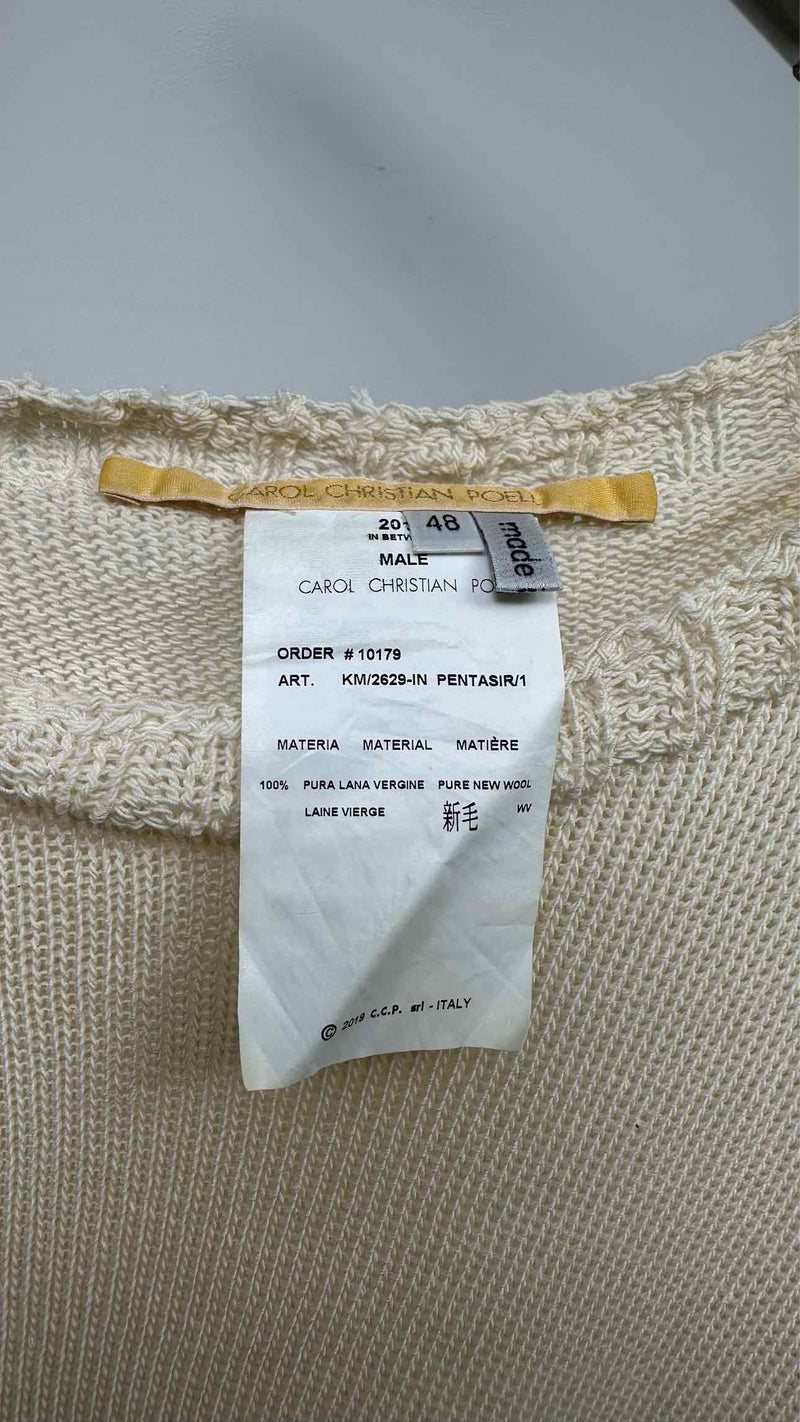 CAROL CHRISTIAN POELL
48
made
MALE
CAROL CHRISTIAN
ORDER # 10179
ART. KM/2629-IN PENTASIR/1
MATERIA MATERIAL MATIÈRE
100% PURA LANA VERGINE PURE NEW WOOL
LAINE VIERGE 新毛 WV
© 2019 C.C.P. srl - ITALY